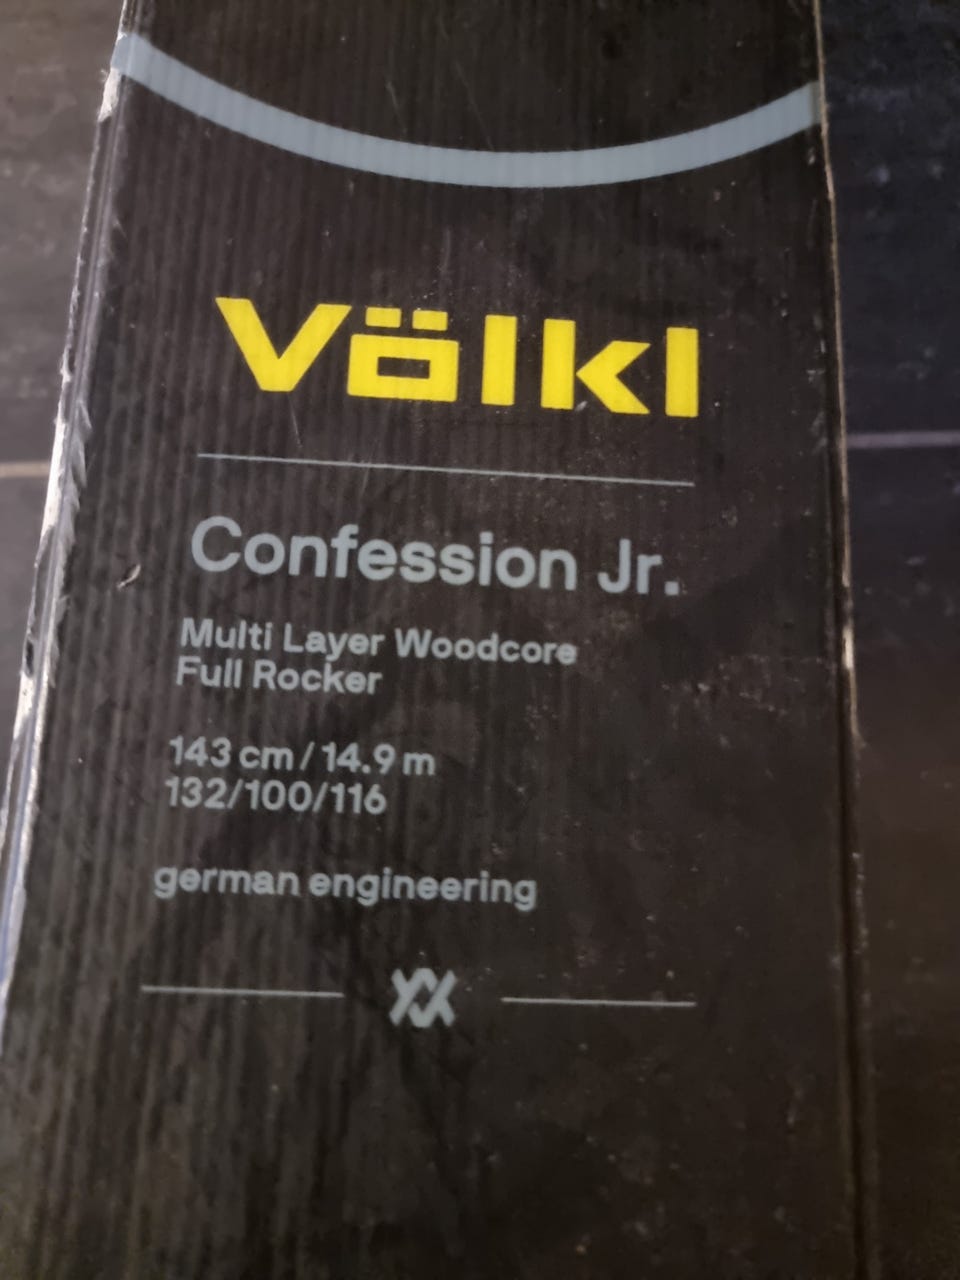 Völkl
Confession Jr.
Multi Layer Woodcore
Full Rocker
143 cm / 14.9 m
132/100/116
german engineering